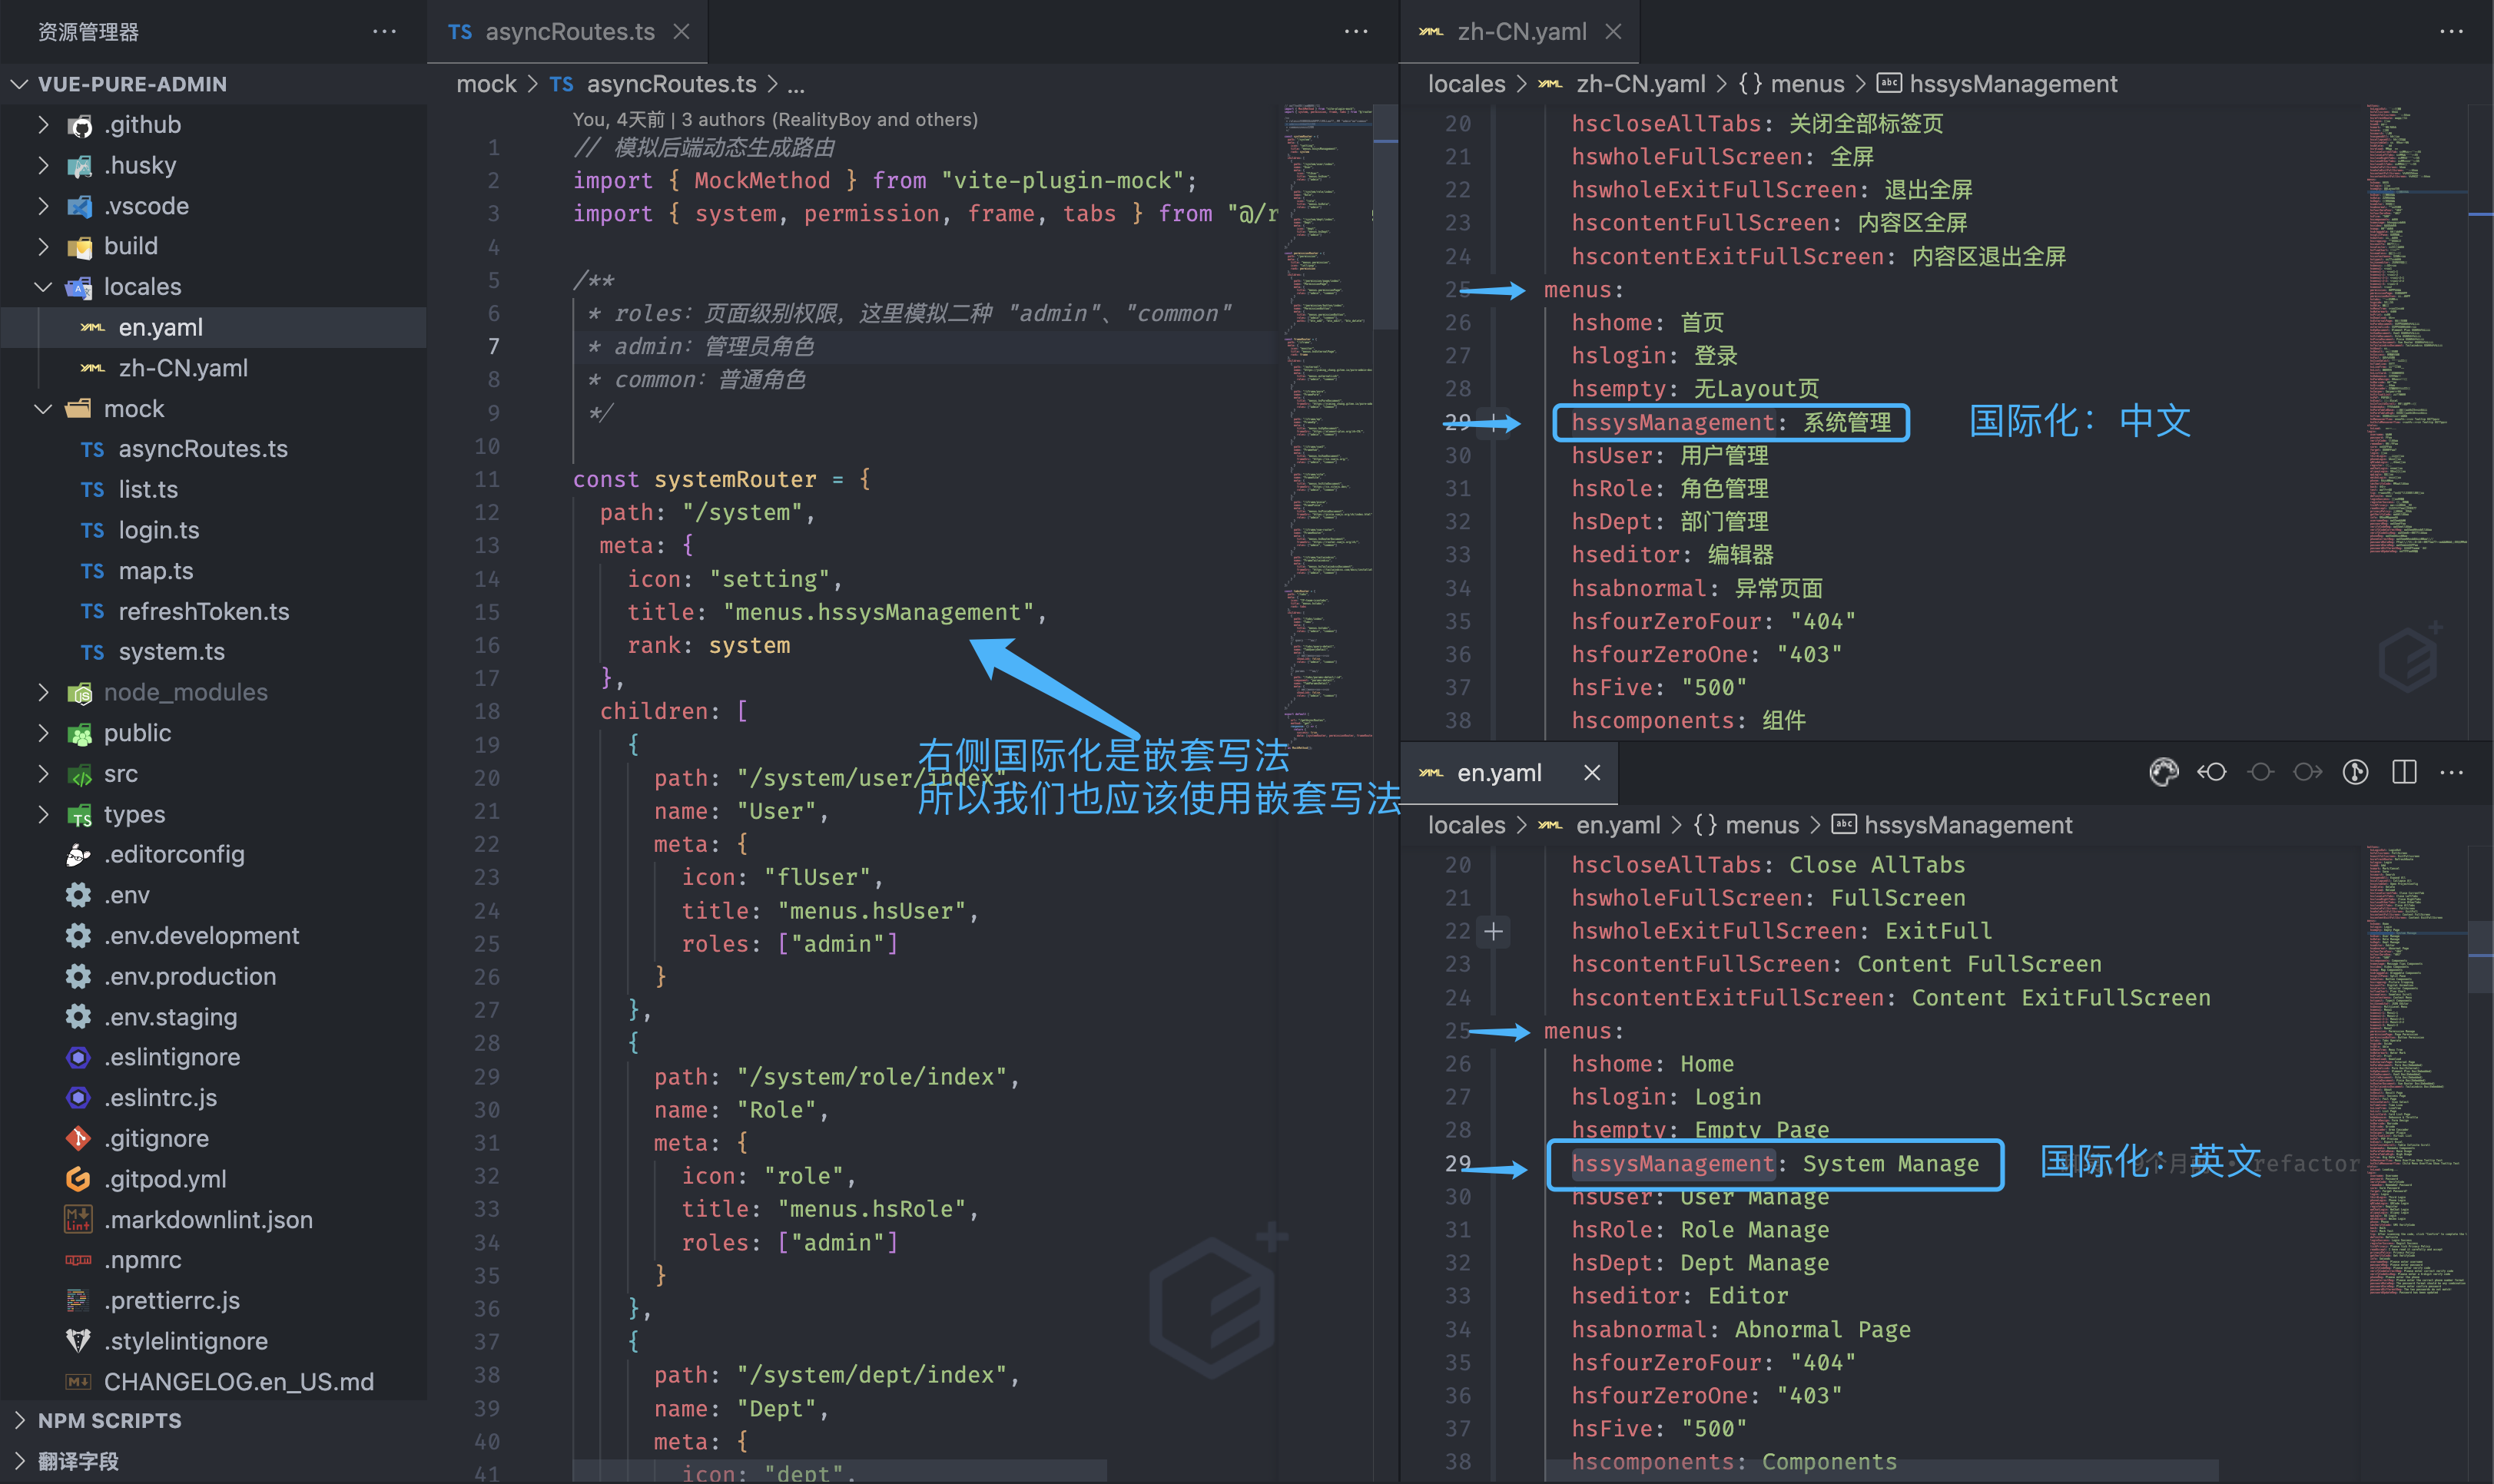 资源管理器
VUE-PURE-ADMIN
.github
.husky
.vscode
build
locales
en.yaml
zh-CN.yaml
mock
asyncRoutes.ts
list.ts
login.ts
map.ts
refreshToken.ts
system.ts
node_modules
public
src
types
.editorconfig
.env
.env.development
.env.production
.env.staging
.eslintignore
.eslintrc.js
.gitignore
.gitpod.yml
.markdownlint.json
.npmrc
.prettierrc.js
.stylelintignore
CHANGELOG.en_US.md
NPM SCRIPTS
翻译字段
TS asyncRoutes.ts
mock > TS asyncRoutes.ts > ...
You, 4天前 | 3 authors (RealityBoy and others)
1 // 模拟后端动态生成路由
2 import { MockMethod } from "vite-plugin-mock";
3 import { system, permission, frame, tabs } from "@/r
4
5 /**
6 * roles：页面级别权限，这里模拟二种 "admin"、"common"
7 * admin：管理员角色
8 * common：普通角色
9 */
10
11 const systemRouter = {
12 path: "/system",
13 meta: {
14 icon: "setting",
15 title: "menus.hssysManagement",
16 rank: system
17 },
18 children: [
19 {
20 path: "/system/user/index",
21 name: "User",
22 meta: {
23 icon: "flUser",
24 title: "menus.hsUser",
25 roles: ["admin"]
26 }
27 },
28 {
29 path: "/system/role/index",
30 name: "Role",
31 meta: {
32 icon: "role",
33 title: "menus.hsRole",
34 roles: ["admin"]
35 }
36 },
37 {
38 path: "/system/dept/index",
39 name: "Dept",
40 meta: {
41 icon: "dept",
右侧国际化是嵌套写法
所以我们也应该使用嵌套写法
zh-CN.yaml
locales > zh-CN.yaml > {} menus > abc hssysManagement
20 hscloseAllTabs: 关闭全部标签页
21 hswholeFullScreen: 全屏
22 hswholeExitFullScreen: 退出全屏
23 hscontentFullScreen: 内容区全屏
24 hscontentExitFullScreen: 内容区退出全屏
25 menus:
26 hshome: 首页
27 hslogin: 登录
28 hsempty: 无Layout页
29 hssysManagement: 系统管理
国际化：中文
30 hsUser: 用户管理
31 hsRole: 角色管理
32 hsDept: 部门管理
33 hseditor: 编辑器
34 hsabnormal: 异常页面
35 hsfourZeroFour: "404"
36 hsfourZeroOne: "403"
37 hsFive: "500"
38 hscomponents: 组件
en.yaml
locales > en.yaml > {} menus > abc hssysManagement
20 hscloseAllTabs: Close AllTabs
21 hswholeFullScreen: FullScreen
22 hswholeExitFullScreen: ExitFull
23 hscontentFullScreen: Content FullScreen
24 hscontentExitFullScreen: Content ExitFullScreen
25 menus:
26 hshome: Home
27 hslogin: Login
28 hsempty: Empty Page
29 hssysManagement: System Manage
国际化：英文
refactor
30 hsUser: User Manage
31 hsRole: Role Manage
32 hsDept: Dept Manage
33 hseditor: Editor
34 hsabnormal: Abnormal Page
35 hsfourZeroFour: "404"
36 hsfourZeroOne: "403"
37 hsFive: "500"
38 hscomponents: Components